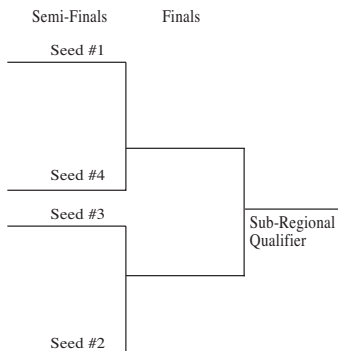 Semi-Finals Finals
Seed #1
Seed #4
Seed #3
Sub-Regional
Qualifier
Seed #2